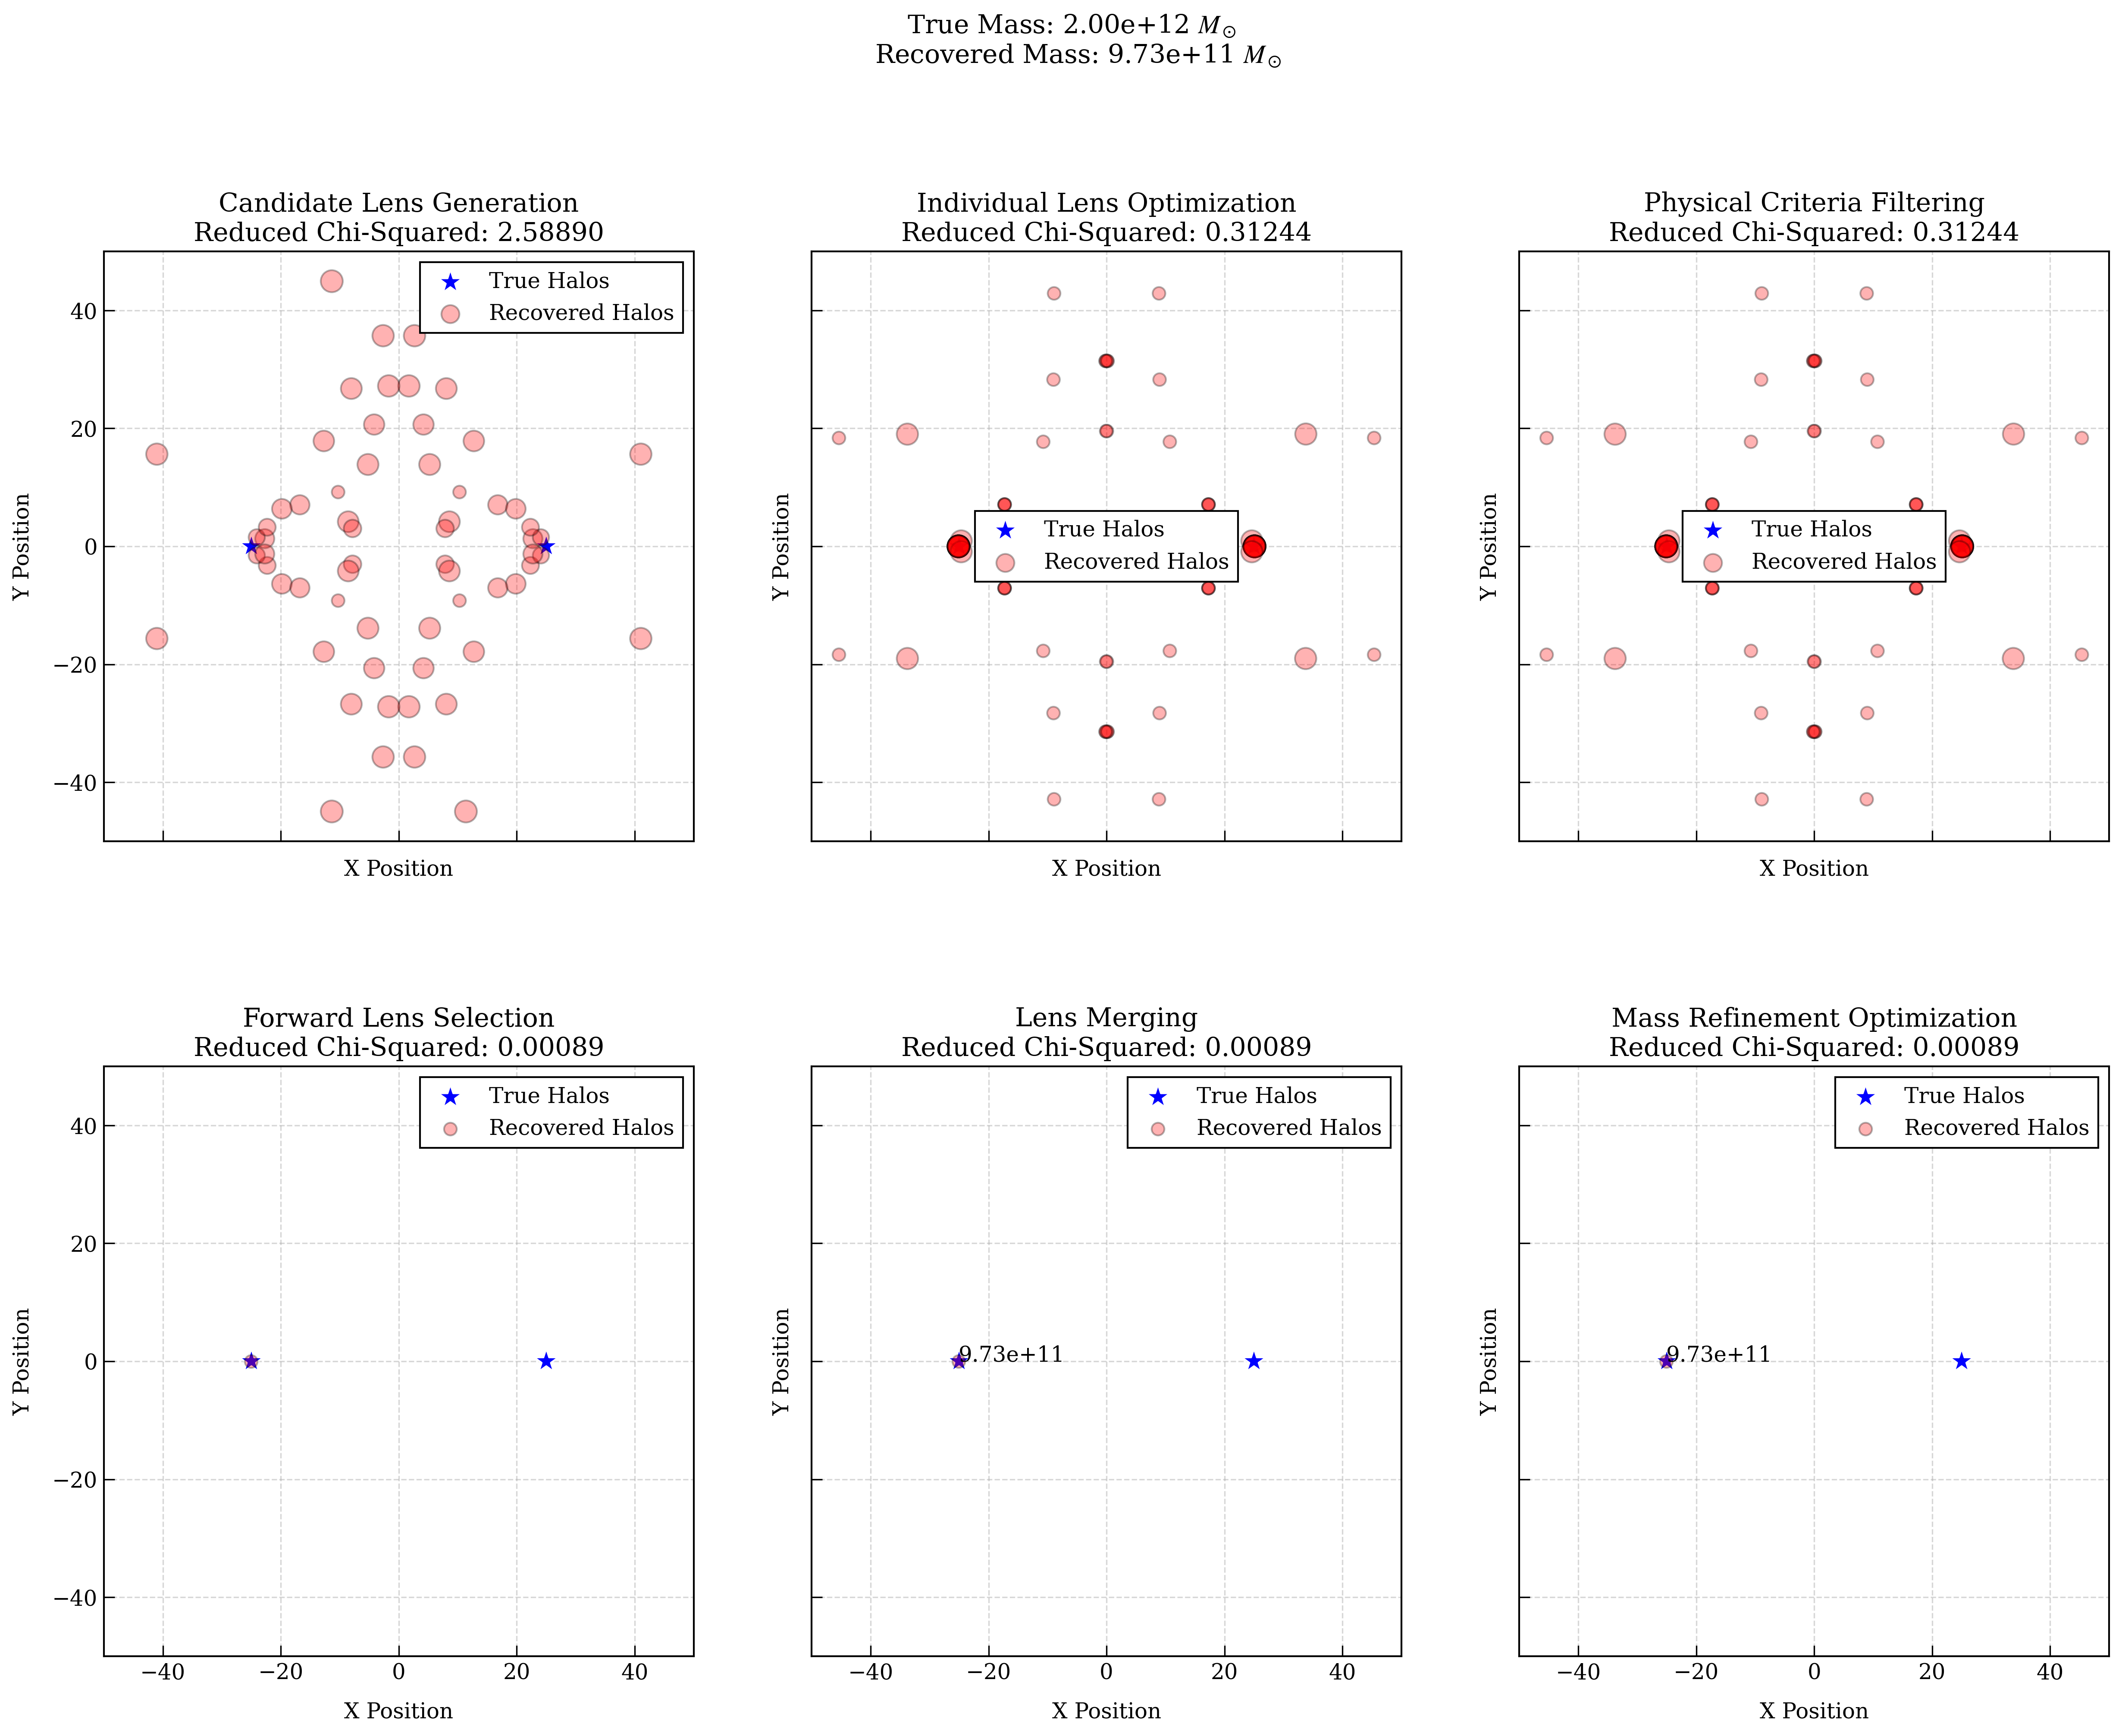 True Mass: 2.00e+12 M⊙
Recovered Mass: 9.73e+11 M⊙
Candidate Lens Generation
Reduced Chi-Squared: 2.58890
True Halos
Recovered Halos
Y Position
40
20
0
−20
−40
X Position
Individual Lens Optimization
Reduced Chi-Squared: 0.31244
True Halos
Recovered Halos
Y Position
X Position
Physical Criteria Filtering
Reduced Chi-Squared: 0.31244
True Halos
Recovered Halos
Y Position
X Position
Forward Lens Selection
Reduced Chi-Squared: 0.00089
True Halos
Recovered Halos
Y Position
40
20
0
−20
−40
−40 −20 0 20 40
X Position
Lens Merging
Reduced Chi-Squared: 0.00089
True Halos
Recovered Halos
Y Position
9.73e+11
−40 −20 0 20 40
X Position
Mass Refinement Optimization
Reduced Chi-Squared: 0.00089
True Halos
Recovered Halos
Y Position
9.73e+11
−40 −20 0 20 40
X Position